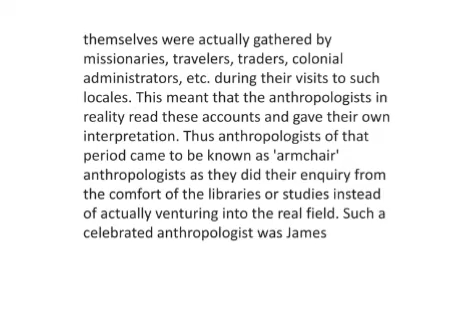 themselves were actually gathered by
missionaries, travelers, traders, colonial
administrators, etc. during their visits to such
locales. This meant that the anthropologists in
reality read these accounts and gave their own
interpretation. Thus anthropologists of that
period came to be known as 'armchair'
anthropologists as they did their enquiry from
the comfort of the libraries or studies instead
of actually venturing into the real field. Such a
celebrated anthropologist was James